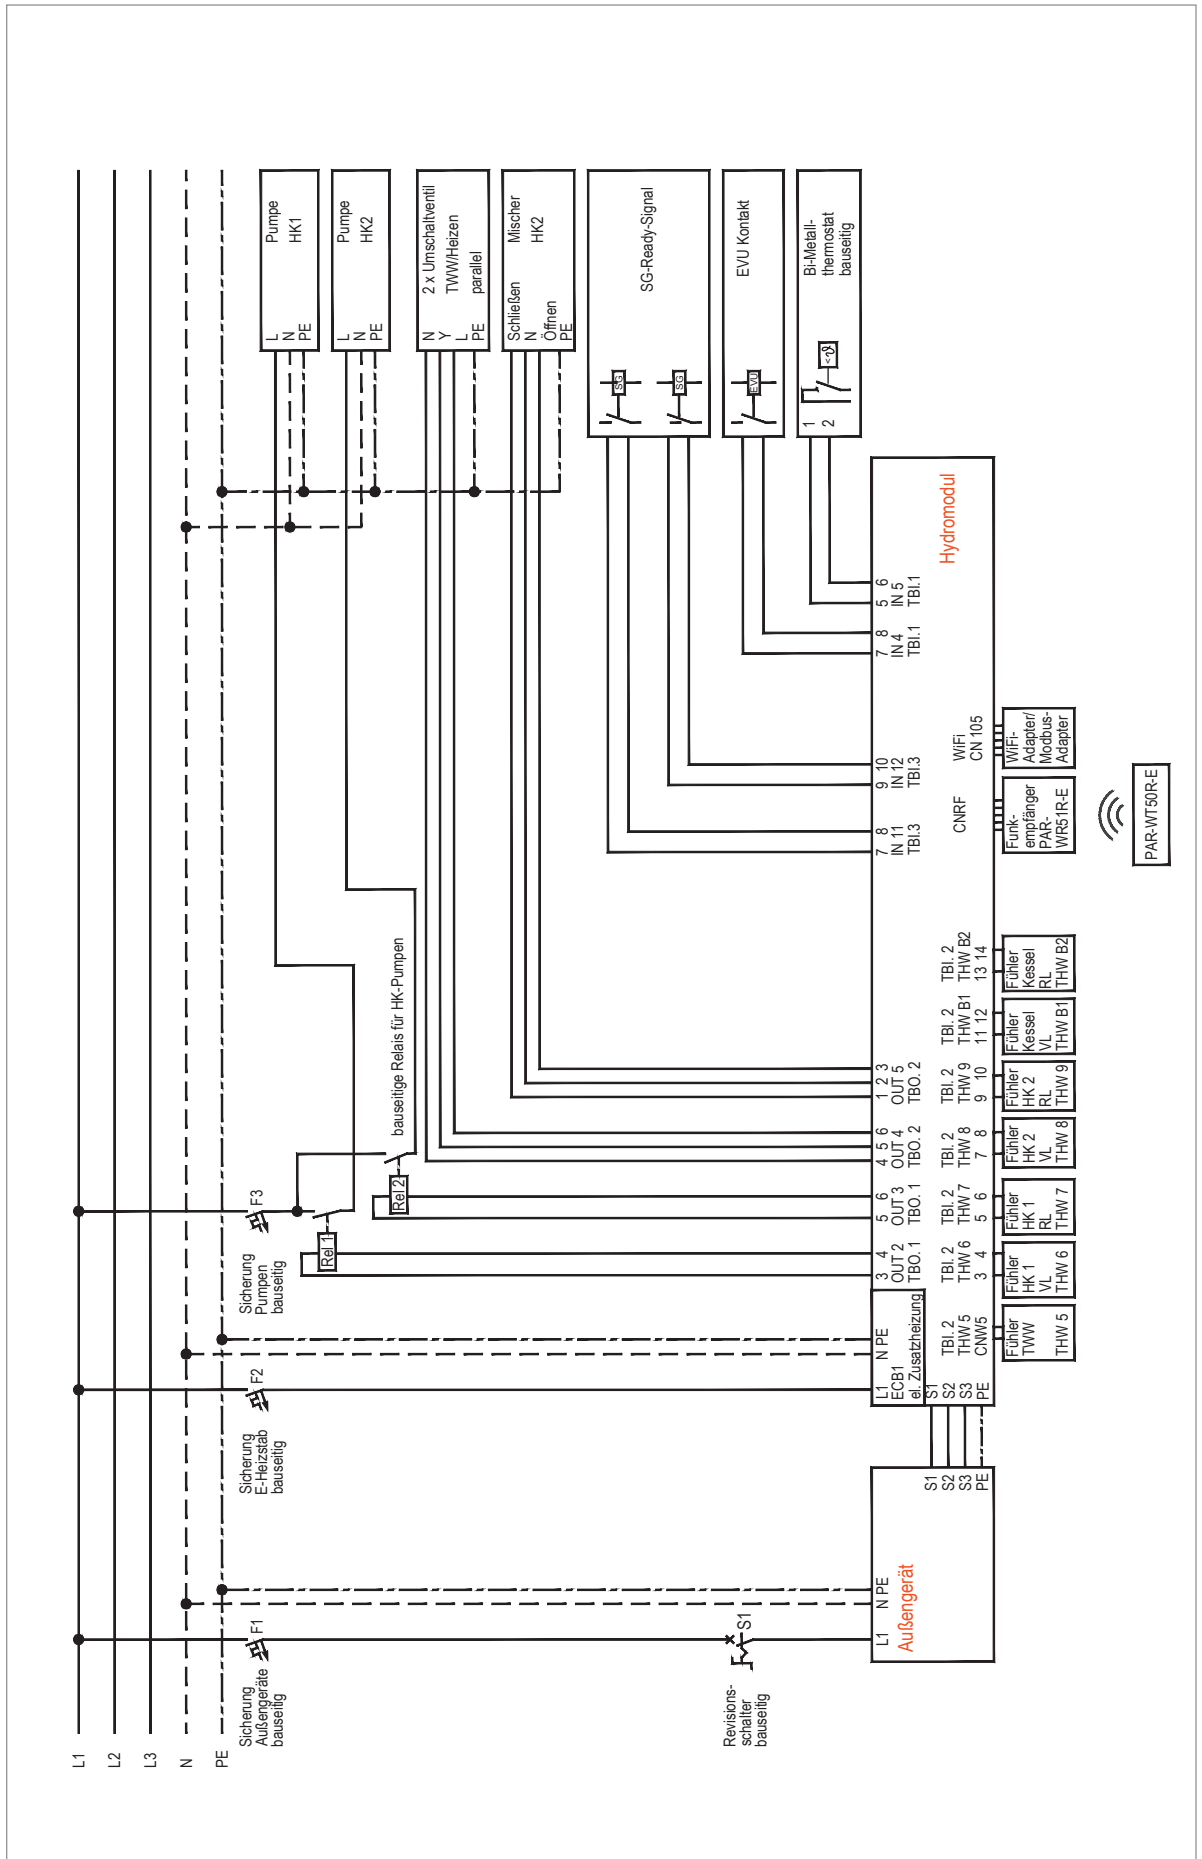 L1
L2
L3
N
PE
Pumpe
HK1
L
N
PE
Pumpe
HK2
L
N
PE
2 x Umschaltventil
TWW/Heizen
parallel
N
Y
L
PE
Mischer
HK2
Schließen
N
Öffnen
PE
SG-Ready-Signal
SG
SG
EVU Kontakt
EVU
Bi-Metall-
thermostat
bauseitig
<ϑ
1
2
Sicherung
Außengeräte
bauseitig
F1
Sicherung
E-Heizstab
bauseitig
F2
Sicherung
Pumpen
bauseitig
F3
Rel 1
Rel 2
bauseitige Relais für HK-Pumpen
Revisions-
schalter
bauseitig
S1
L1
N PE
Außengerät
S1
S2
S3
PE
L1
N PE
ECB1
el. Zusatzheizung
S1
S2
S3
PE
3 4
OUT 2
TBO. 1
5 6
OUT 3
TBO. 1
4 5 6
OUT 4
TBO. 2
1 2 3
OUT 5
TBO. 2
7 8
IN 11
TBI.3
9 10
IN 12
TBI.3
7 8
IN 4
TBI.1
5 6
IN 5
TBI.1
Hydromodul
TBI. 2
THW 5
CNW5
TBI. 2
THW 6
3 4
TBI. 2
THW 7
5 6
TBI. 2
THW 8
7 8
TBI. 2
THW 9
9 10
TBI. 2
THW B1
11 12
TBI. 2
THW B2
13 14
CNRF
WiFi
CN 105
Fühler
TWW
THW 5
Fühler
HK 1
VL
THW 6
Fühler
HK 1
RL
THW 7
Fühler
HK 2
VL
THW 8
Fühler
HK 2
RL
THW 9
Fühler
Kessel
VL
THW B1
Fühler
Kessel
RL
THW B2
Funk-
empfänger
PAR-
WR51R-E
WiFi-
Adapter/
Modbus-
Adapter
PAR-WT50R-E